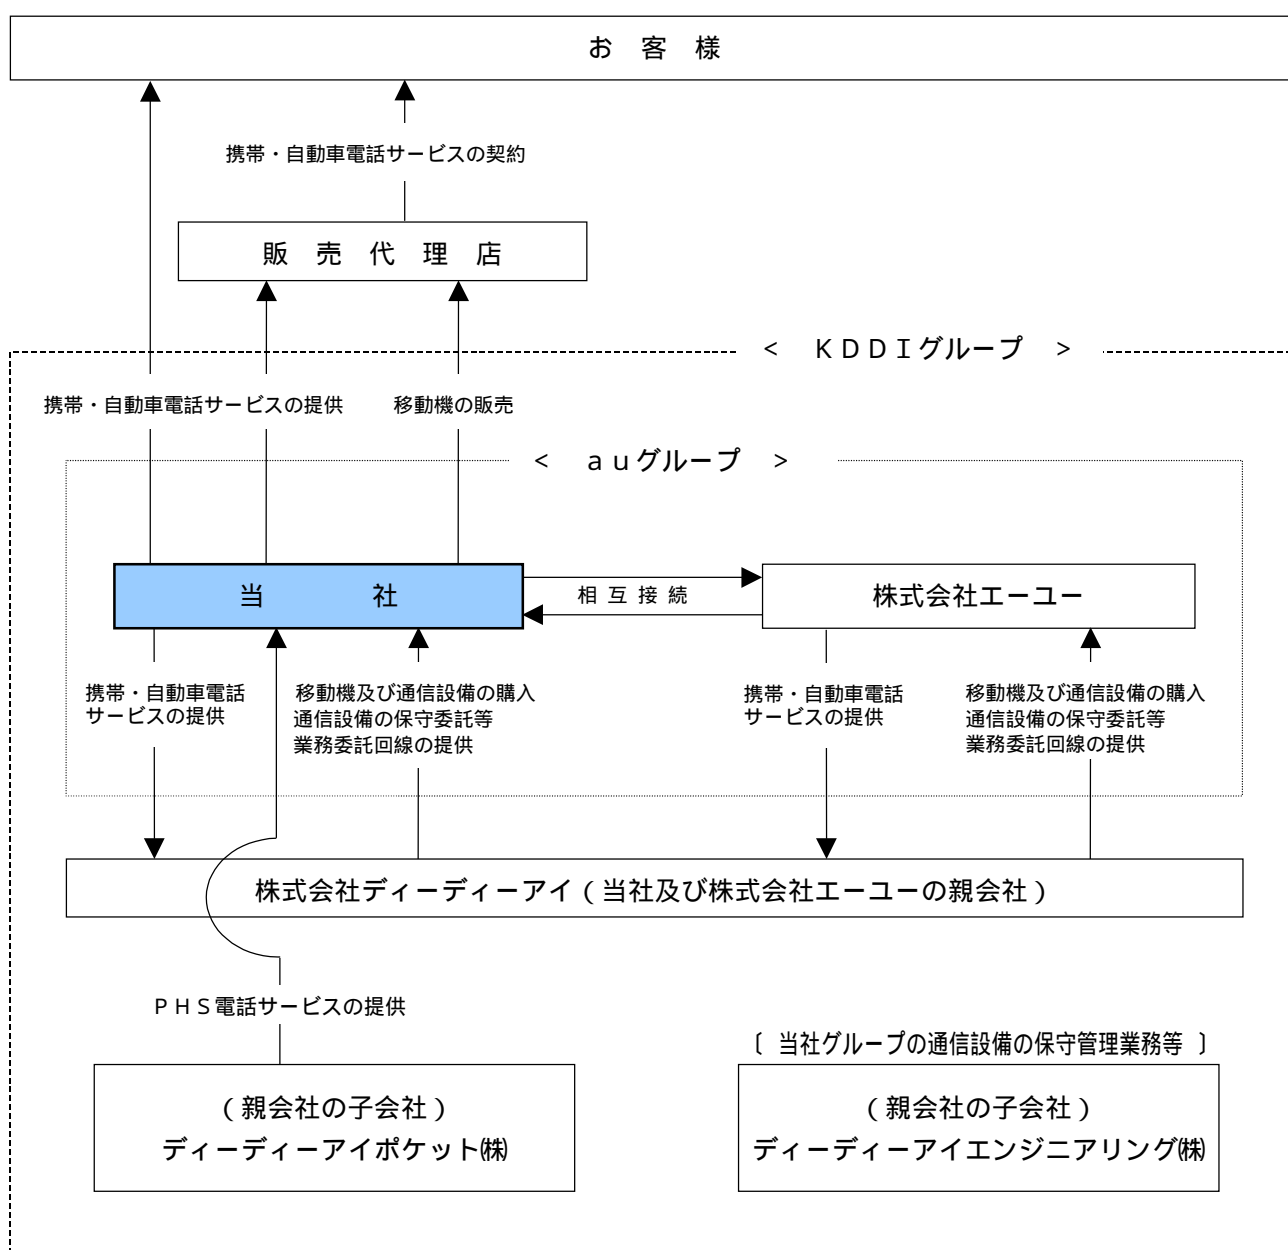 お 客 様
携帯・自動車電話サービスの契約
販 売 代 理 店
< ＫＤＤＩグループ >
携帯・自動車電話サービスの提供
移動機の販売
< ａｕグループ >
当 社
相 互 接 続
株式会社エーユー
携帯・自動車電話
サービスの提供
移動機及び通信設備の購入
通信設備の保守委託等
業務委託回線の提供
携帯・自動車電話
サービスの提供
移動機及び通信設備の購入
通信設備の保守委託等
業務委託回線の提供
株式会社ディーディーアイ（当社及び株式会社エーユーの親会社）
ＰＨＳ電話サービスの提供
〔 当社グループの通信設備の保守管理業務等 〕
（親会社の子会社）
ディーディーアイポケット㈱
（親会社の子会社）
ディーディーアイエンジニアリング㈱